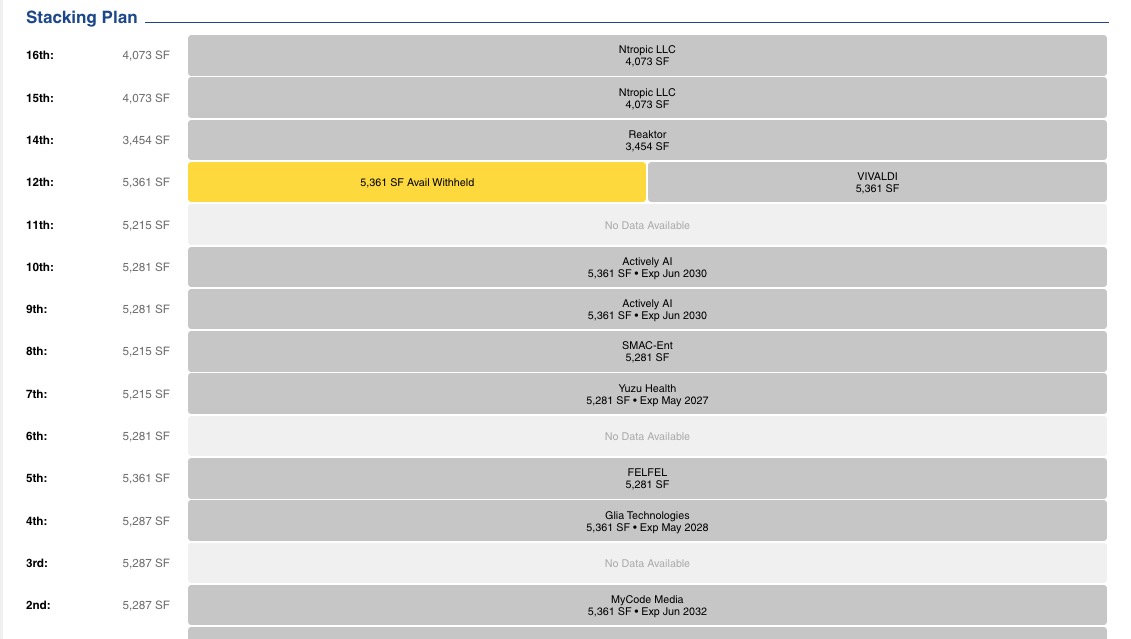 Stacking Plan
16th: 4,073 SF Ntropic LLC
4,073 SF
15th: 4,073 SF Ntropic LLC
4,073 SF
14th: 3,454 SF Reaktor
3,454 SF
12th: 5,361 SF 5,361 SF Avail Withheld VIVALDI
5,361 SF
11th: 5,215 SF No Data Available
10th: 5,281 SF Actively AI
5,361 SF • Exp Jun 2030
9th: 5,281 SF Actively AI
5,361 SF • Exp Jun 2030
8th: 5,215 SF SMAC-Ent
5,281 SF
7th: 5,215 SF Yuzu Health
5,281 SF • Exp May 2027
6th: 5,281 SF No Data Available
5th: 5,361 SF FELFEL
5,281 SF
4th: 5,287 SF Glia Technologies
5,361 SF • Exp May 2028
3rd: 5,287 SF No Data Available
2nd: 5,287 SF MyCode Media
5,361 SF • Exp Jun 2032